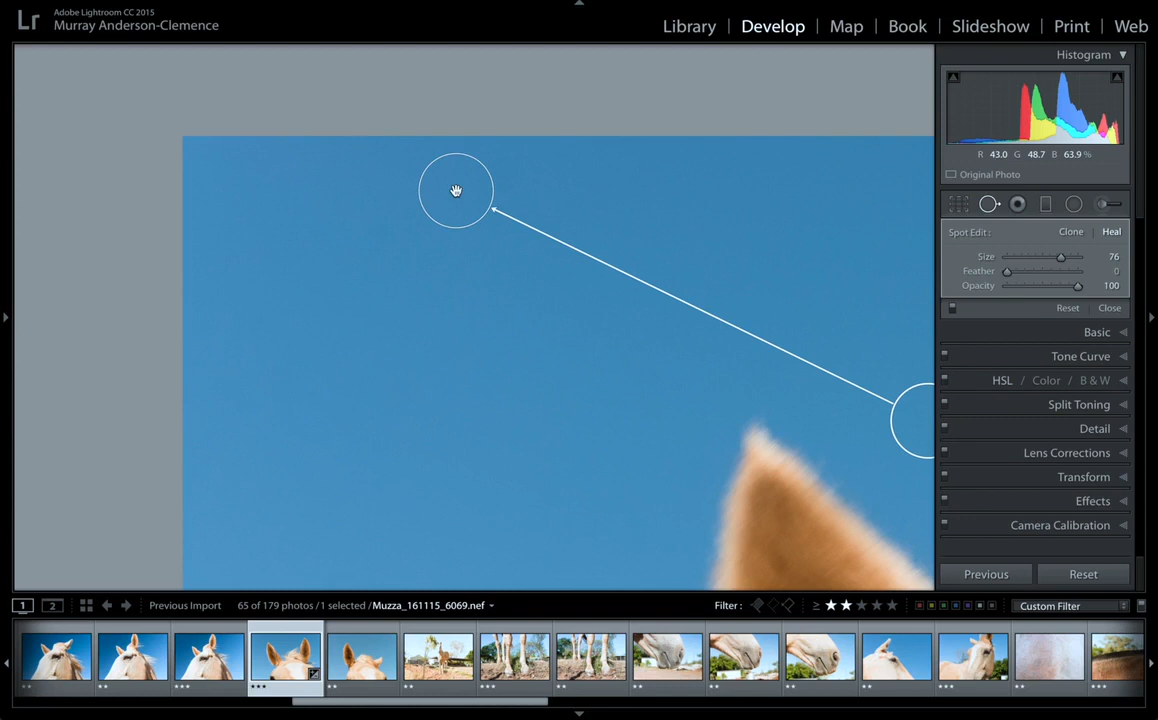 Lr
Adobe Lightroom CC 2015
Murray Anderson-Clemence
Library | Develop | Map | Book | Slideshow | Print | Web
Histogram
R 43.0 G 48.7 B 63.9 %
Original Photo
Spot Edit : Clone | Heal
Size 76
Feather 0
Opacity 100
Reset Close
Basic
Tone Curve
HSL / Color / B & W
Split Toning
Detail
Lens Corrections
Transform
Effects
Camera Calibration
Previous Reset
1 2 Previous Import 65 of 179 photos / 1 selected / Muzza_161115_6069.nef Filter : ≥ Custom Filter